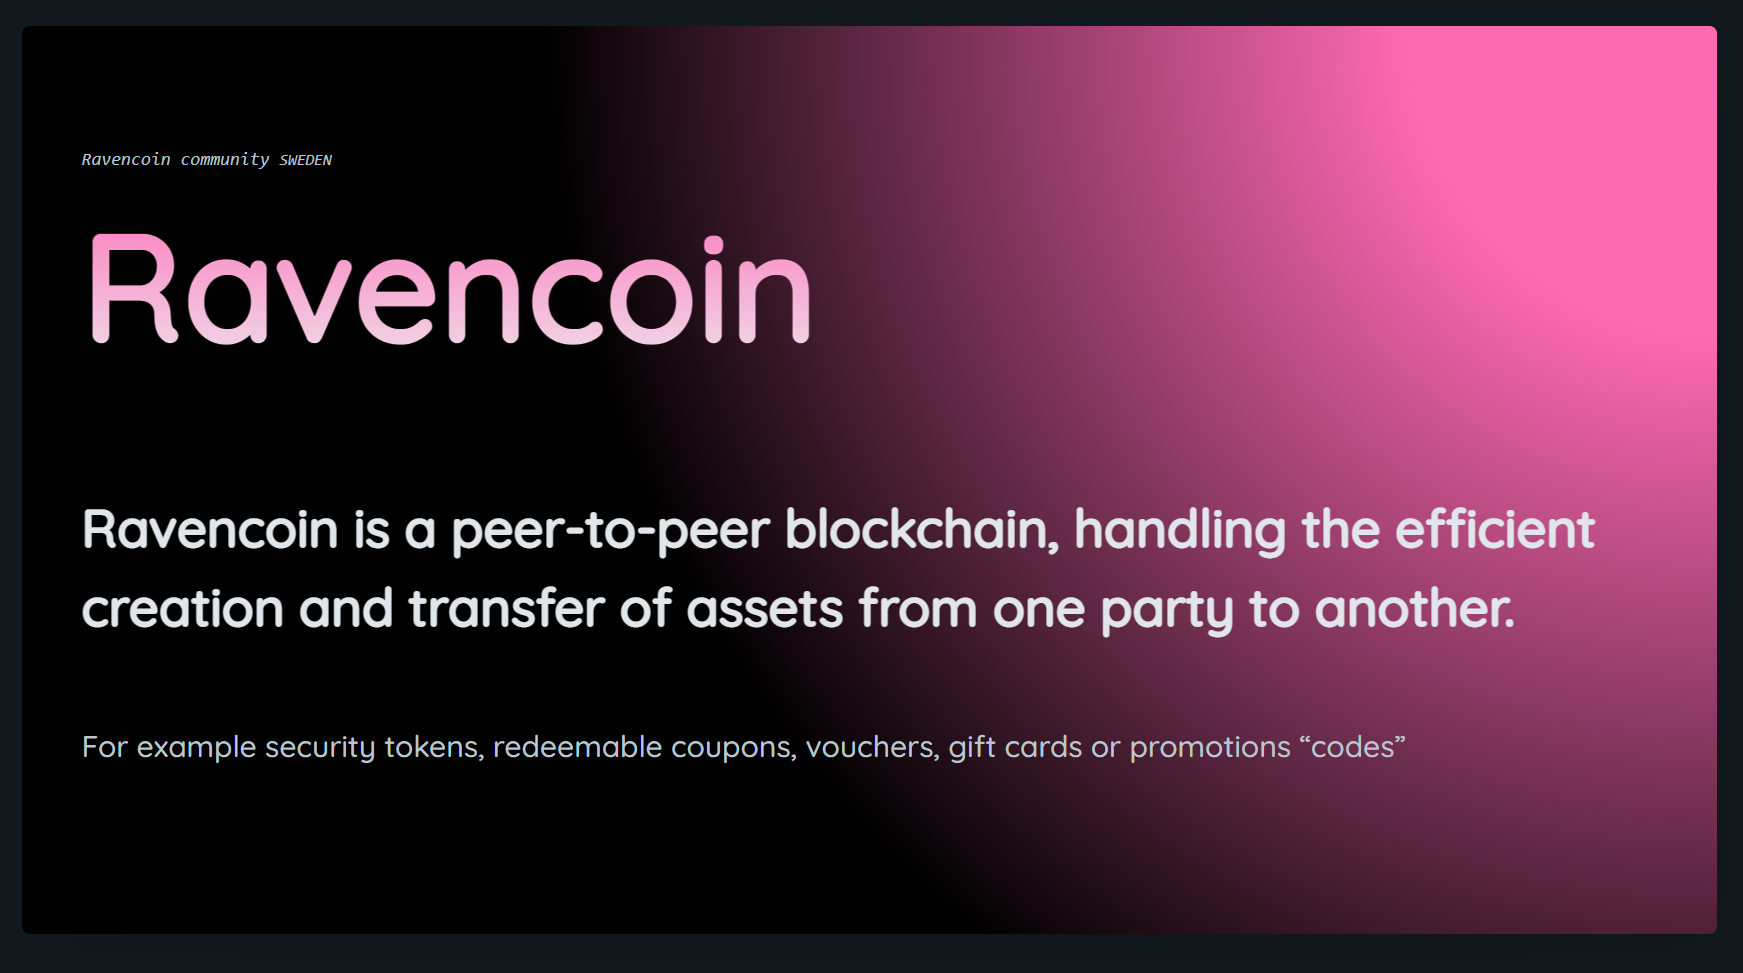 Ravencoin community SWEDEN
Ravencoin
Ravencoin is a peer-to-peer blockchain, handling the efficient
creation and transfer of assets from one party to another.
For example security tokens, redeemable coupons, vouchers, gift cards or promotions “codes”